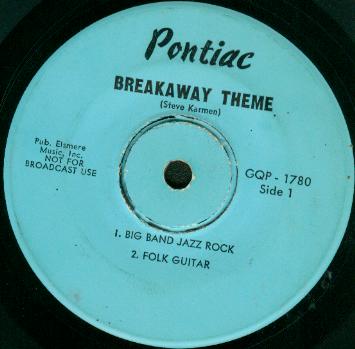 Pontiac
BREAKAWAY THEME
(Steve Karmen)
Pub. Elsmere
Music, Inc.
NOT FOR
BROADCAST USE
GQP - 1780
Side 1
1. BIG BAND JAZZ ROCK
2. FOLK GUITAR